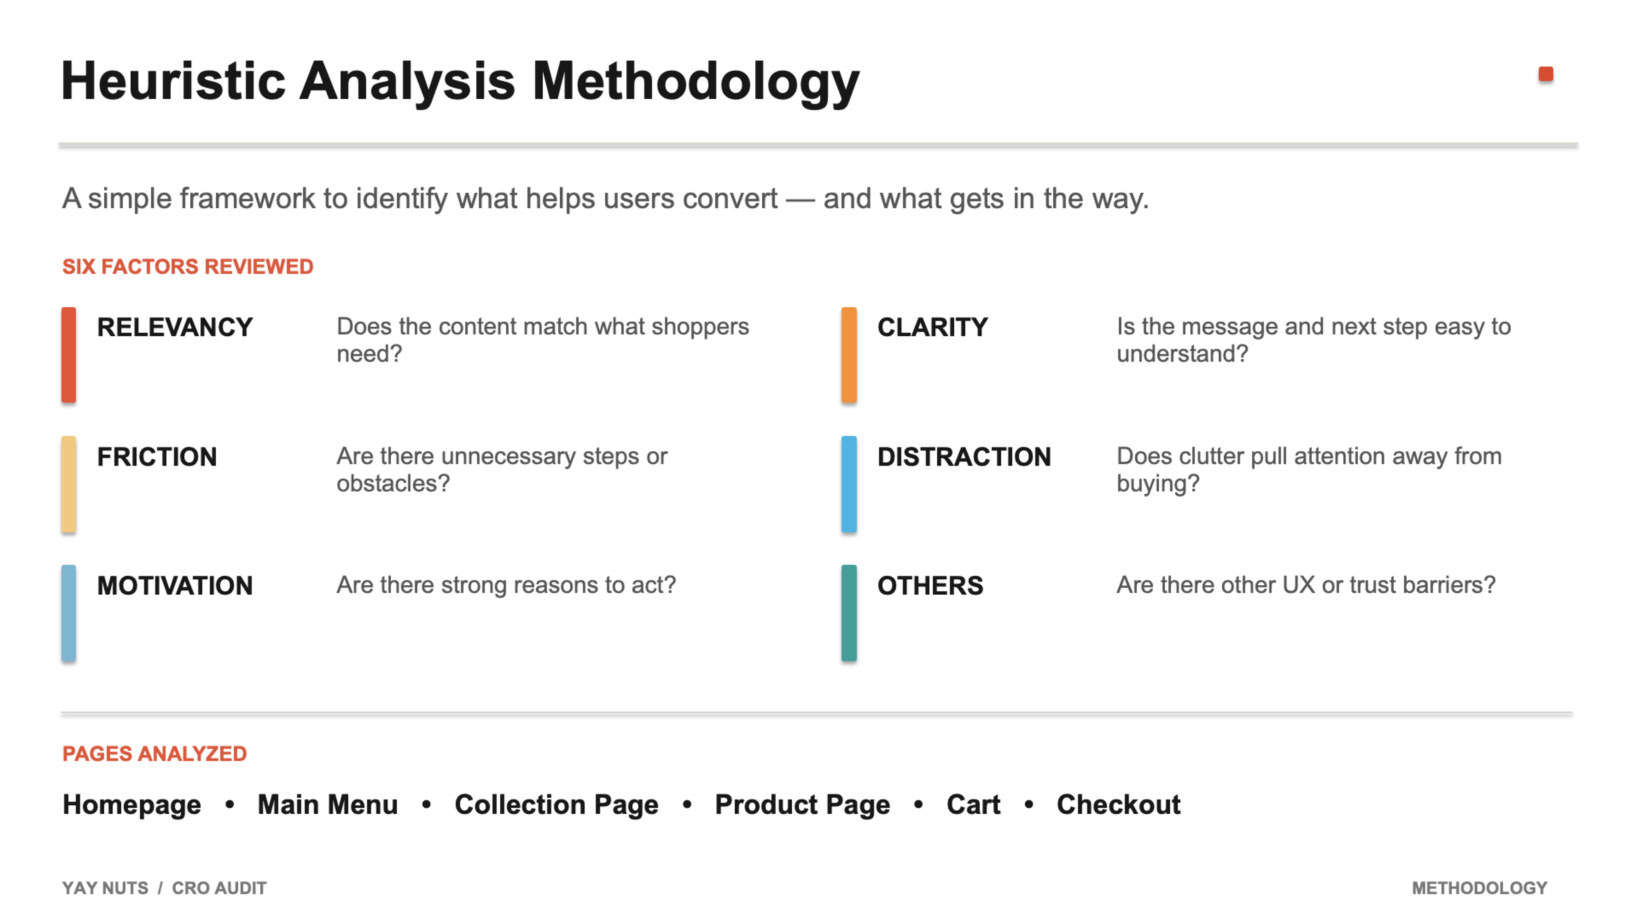 Heuristic Analysis Methodology
A simple framework to identify what helps users convert — and what gets in the way.
SIX FACTORS REVIEWED
RELEVANCY
Does the content match what shoppers
need?
CLARITY
Is the message and next step easy to
understand?
FRICTION
Are there unnecessary steps or
obstacles?
DISTRACTION
Does clutter pull attention away from
buying?
MOTIVATION
Are there strong reasons to act?
OTHERS
Are there other UX or trust barriers?
PAGES ANALYZED
Homepage • Main Menu • Collection Page • Product Page • Cart • Checkout
YAY NUTS / CRO AUDIT
METHODOLOGY